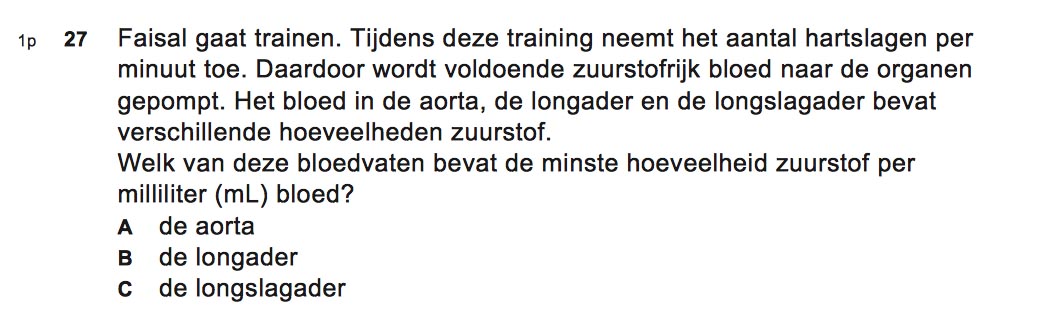 1p 27 Faisal gaat trainen. Tijdens deze training neemt het aantal hartslagen per
minuut toe. Daardoor wordt voldoende zuurstofrijk bloed naar de organen
gepompt. Het bloed in de aorta, de longader en de longslagader bevat
verschillende hoeveelheden zuurstof.
Welk van deze bloedvaten bevat de minste hoeveelheid zuurstof per
milliliter (mL) bloed?
A de aorta
B de longader
C de longslagader